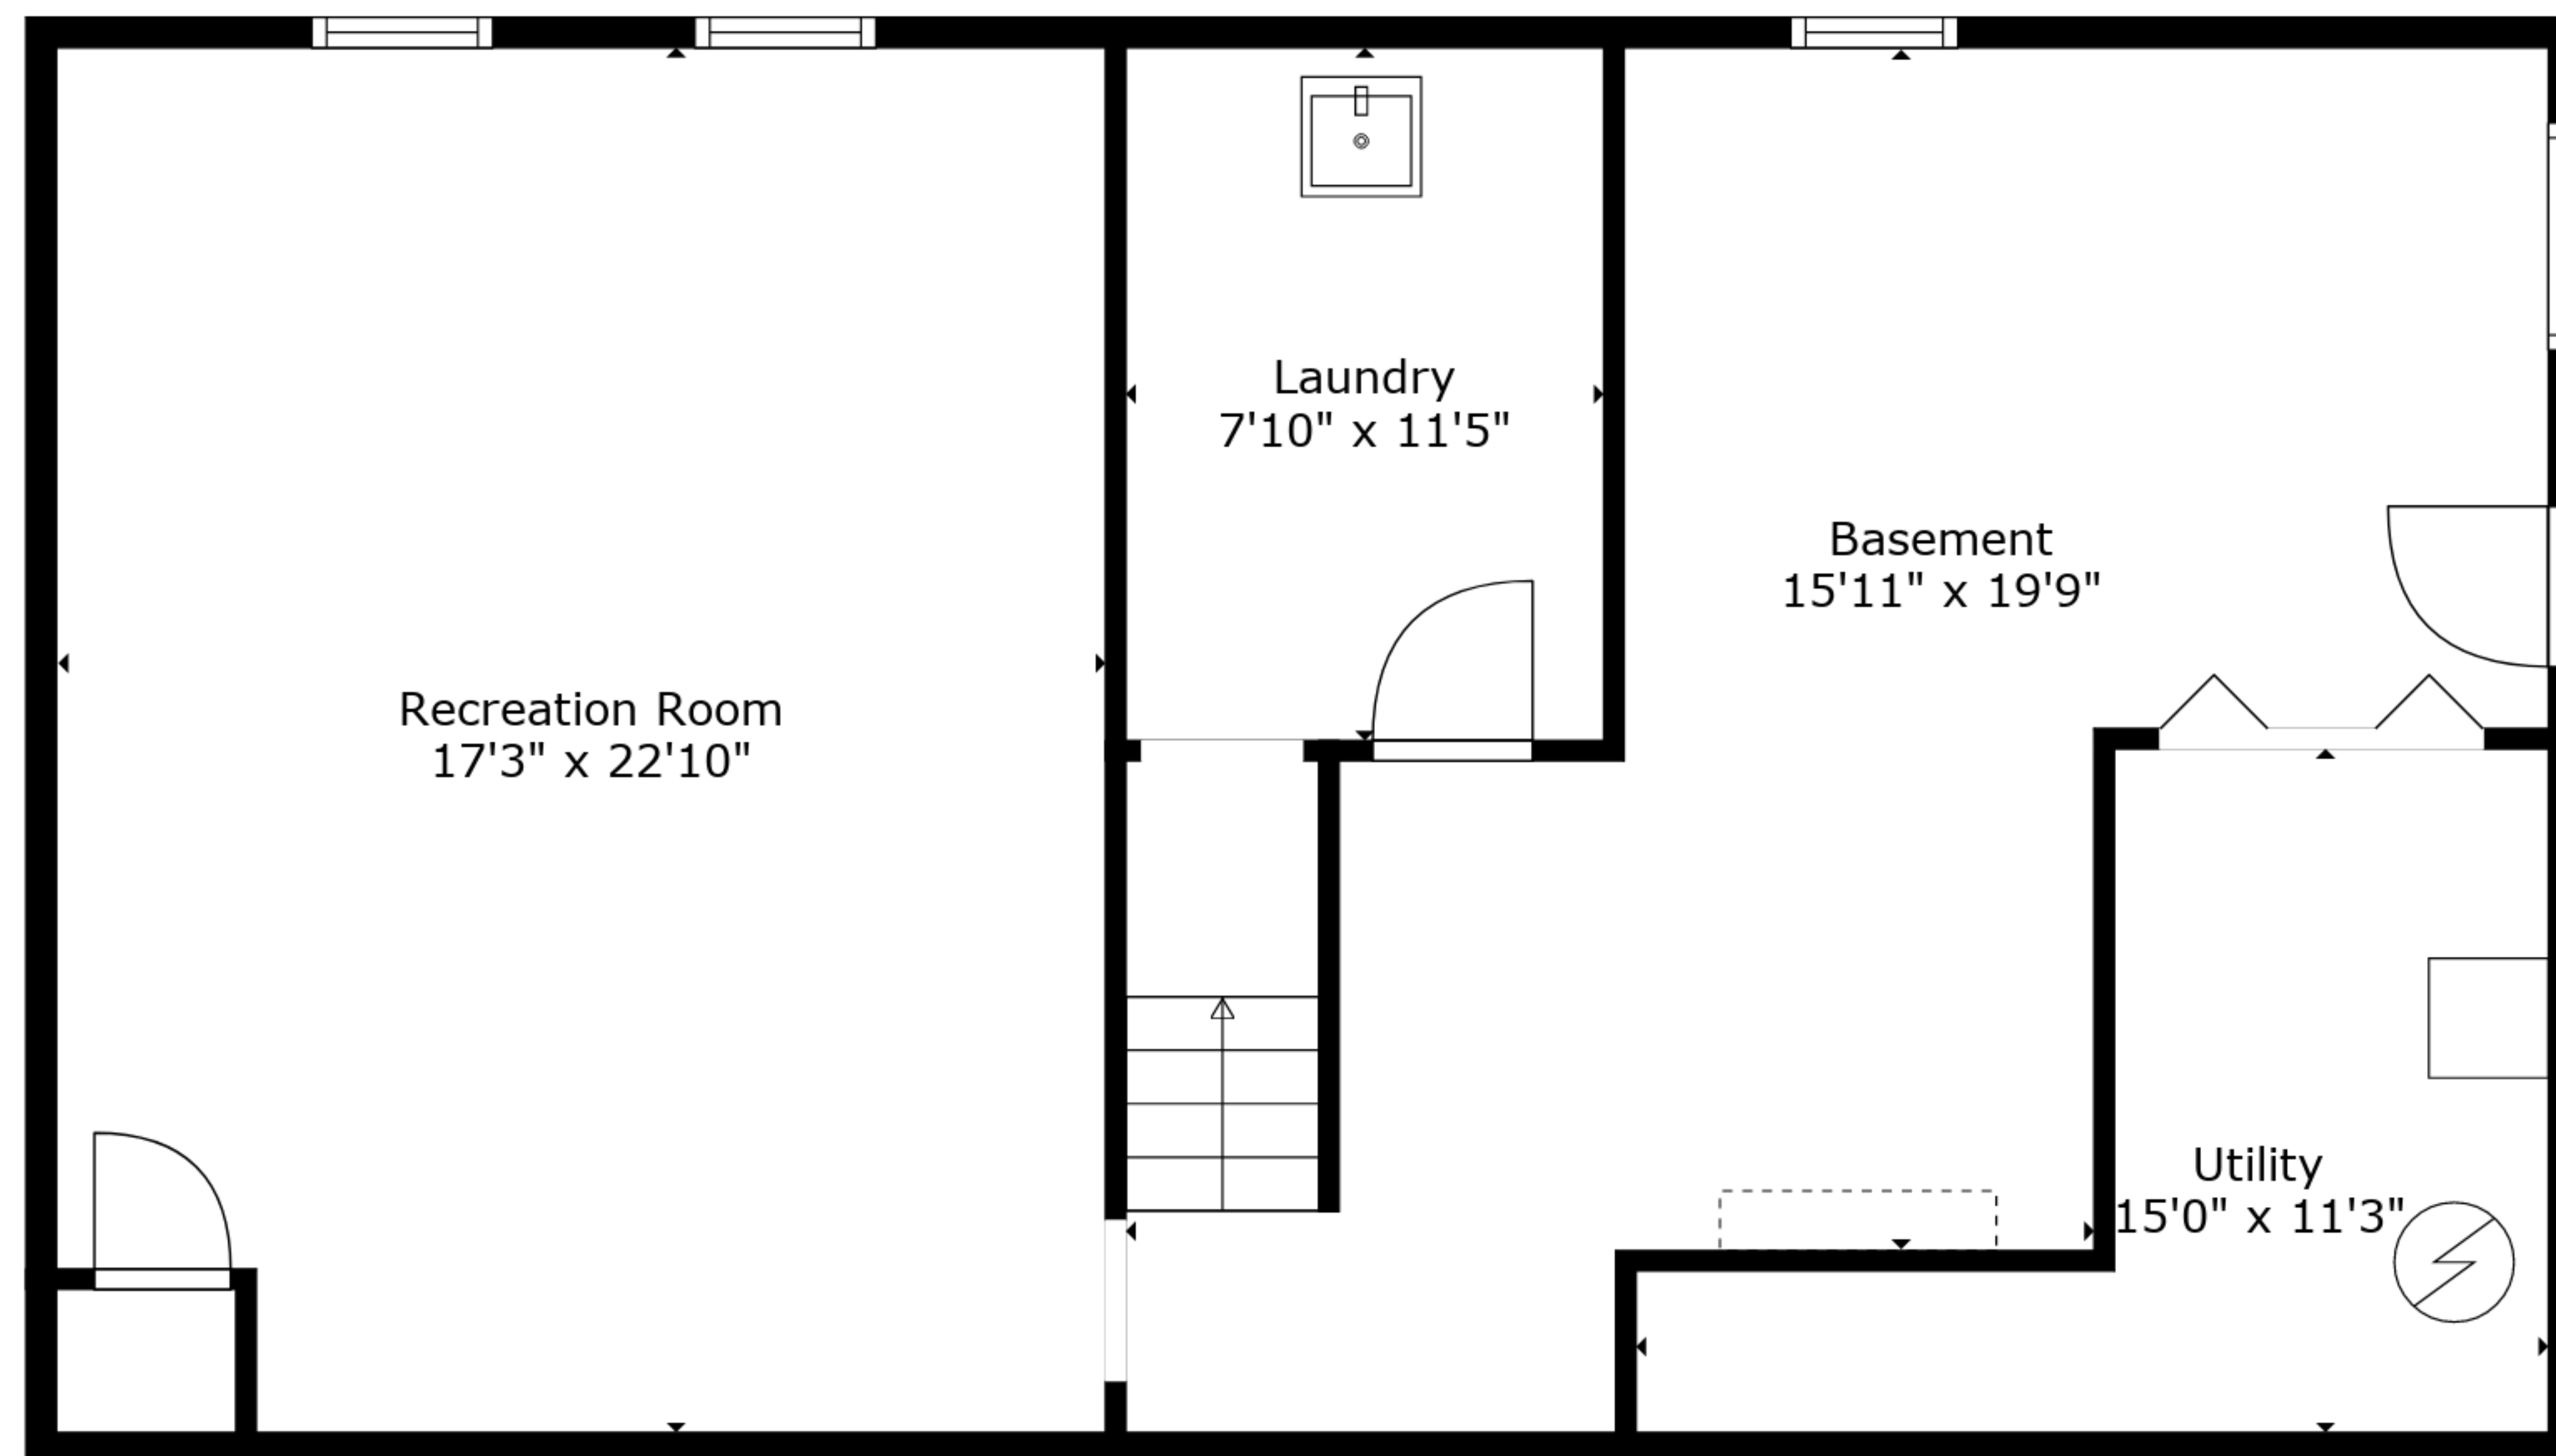 Laundry
7'10" x 11'5"
Basement
15'11" x 19'9"
Recreation Room
17'3" x 22'10"
Utility
15'0" x 11'3"